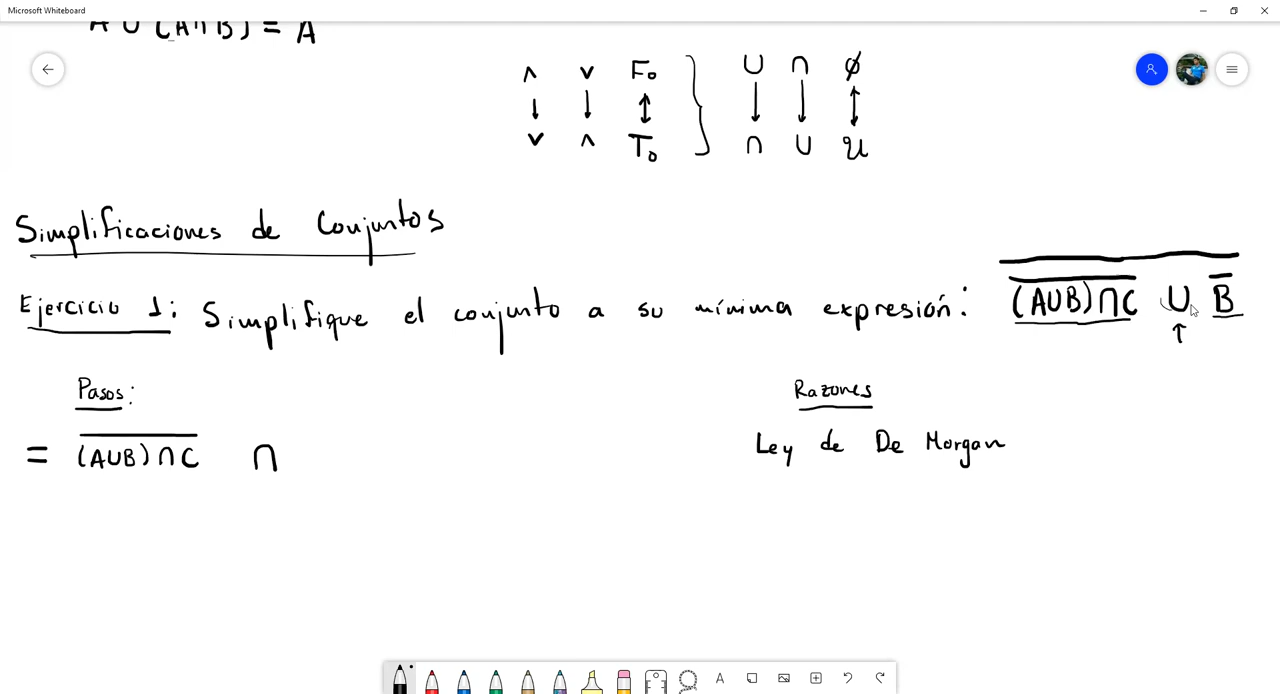 Microsoft Whiteboard
A ∪ (A∩B) = A
∧ ∨ F₀ } ∪ ∩ ∅
↓ ↓ ↕ ↓ ↓ ↕
∨ ∧ T₀ ∩ ∪ 𝒰
Simplificaciones de Conjuntos
Ejercicio 1: Simplifique el conjunto a su mínima expresión: (A∪B)∩C ∪ B
↑
Pasos:
Razones
= (A∪B)∩C ∩
Ley de De Morgan
A